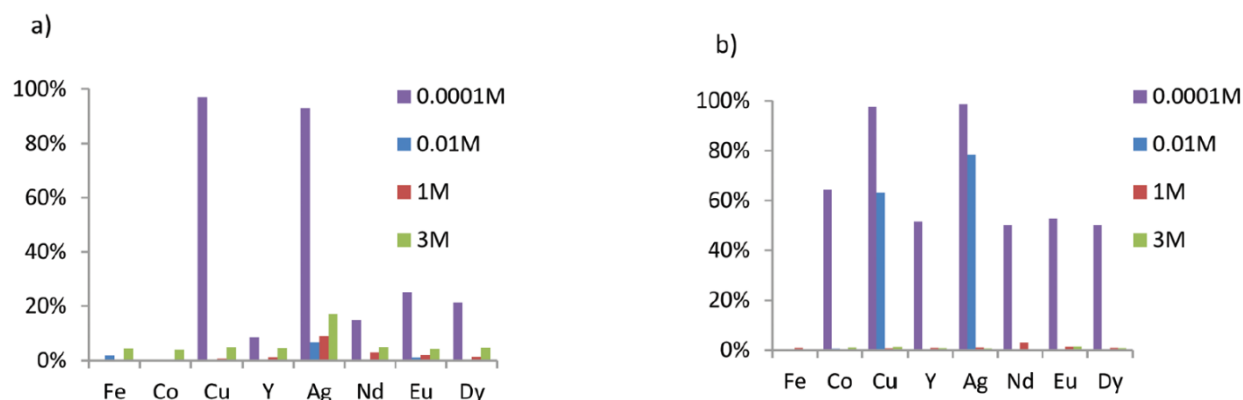 a)
100%
80%
60%
40%
20%
0%
Fe Co Cu Y Ag Nd Eu Dy
0.0001M
0.01M
1M
3M
b)
100%
80%
60%
40%
20%
0%
Fe Co Cu Y Ag Nd Eu Dy
0.0001M
0.01M
1M
3M